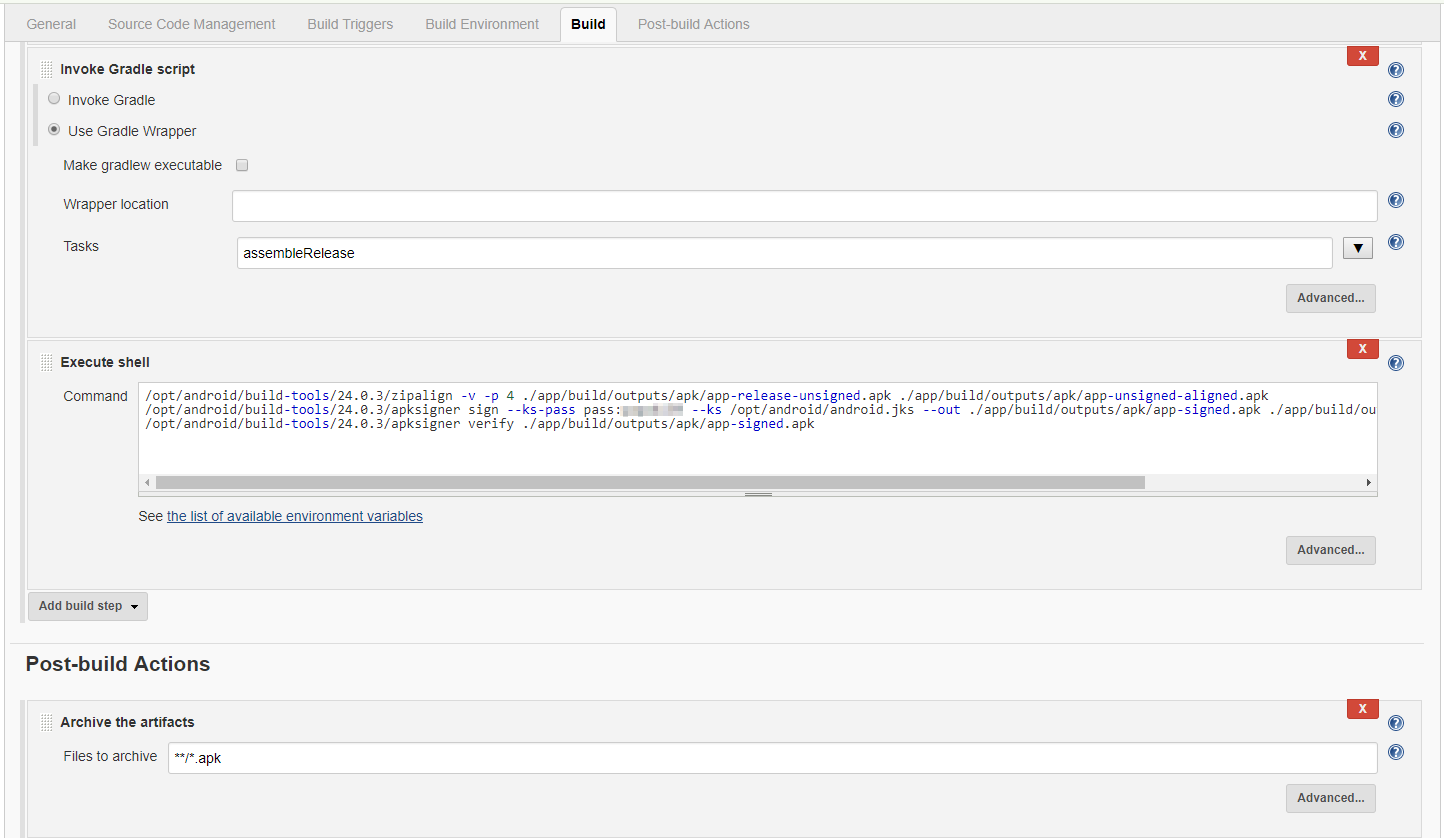 General Source Code Management Build Triggers Build Environment Build Post-build Actions
Invoke Gradle script X
Invoke Gradle
Use Gradle Wrapper
Make gradlew executable
Wrapper location
Tasks assembleRelease
Advanced...
Execute shell X
Command /opt/android/build-tools/24.0.3/zipalign -v -p 4 ./app/build/outputs/apk/app-release-unsigned.apk ./app/build/outputs/apk/app-unsigned-aligned.apk
/opt/android/build-tools/24.0.3/apksigner sign --ks-pass pass: --ks /opt/android/android.jks --out ./app/build/outputs/apk/app-signed.apk ./app/build/ou
/opt/android/build-tools/24.0.3/apksigner verify ./app/build/outputs/apk/app-signed.apk
See the list of available environment variables
Advanced...
Add build step
Post-build Actions
Archive the artifacts X
Files to archive **/*.apk
Advanced...